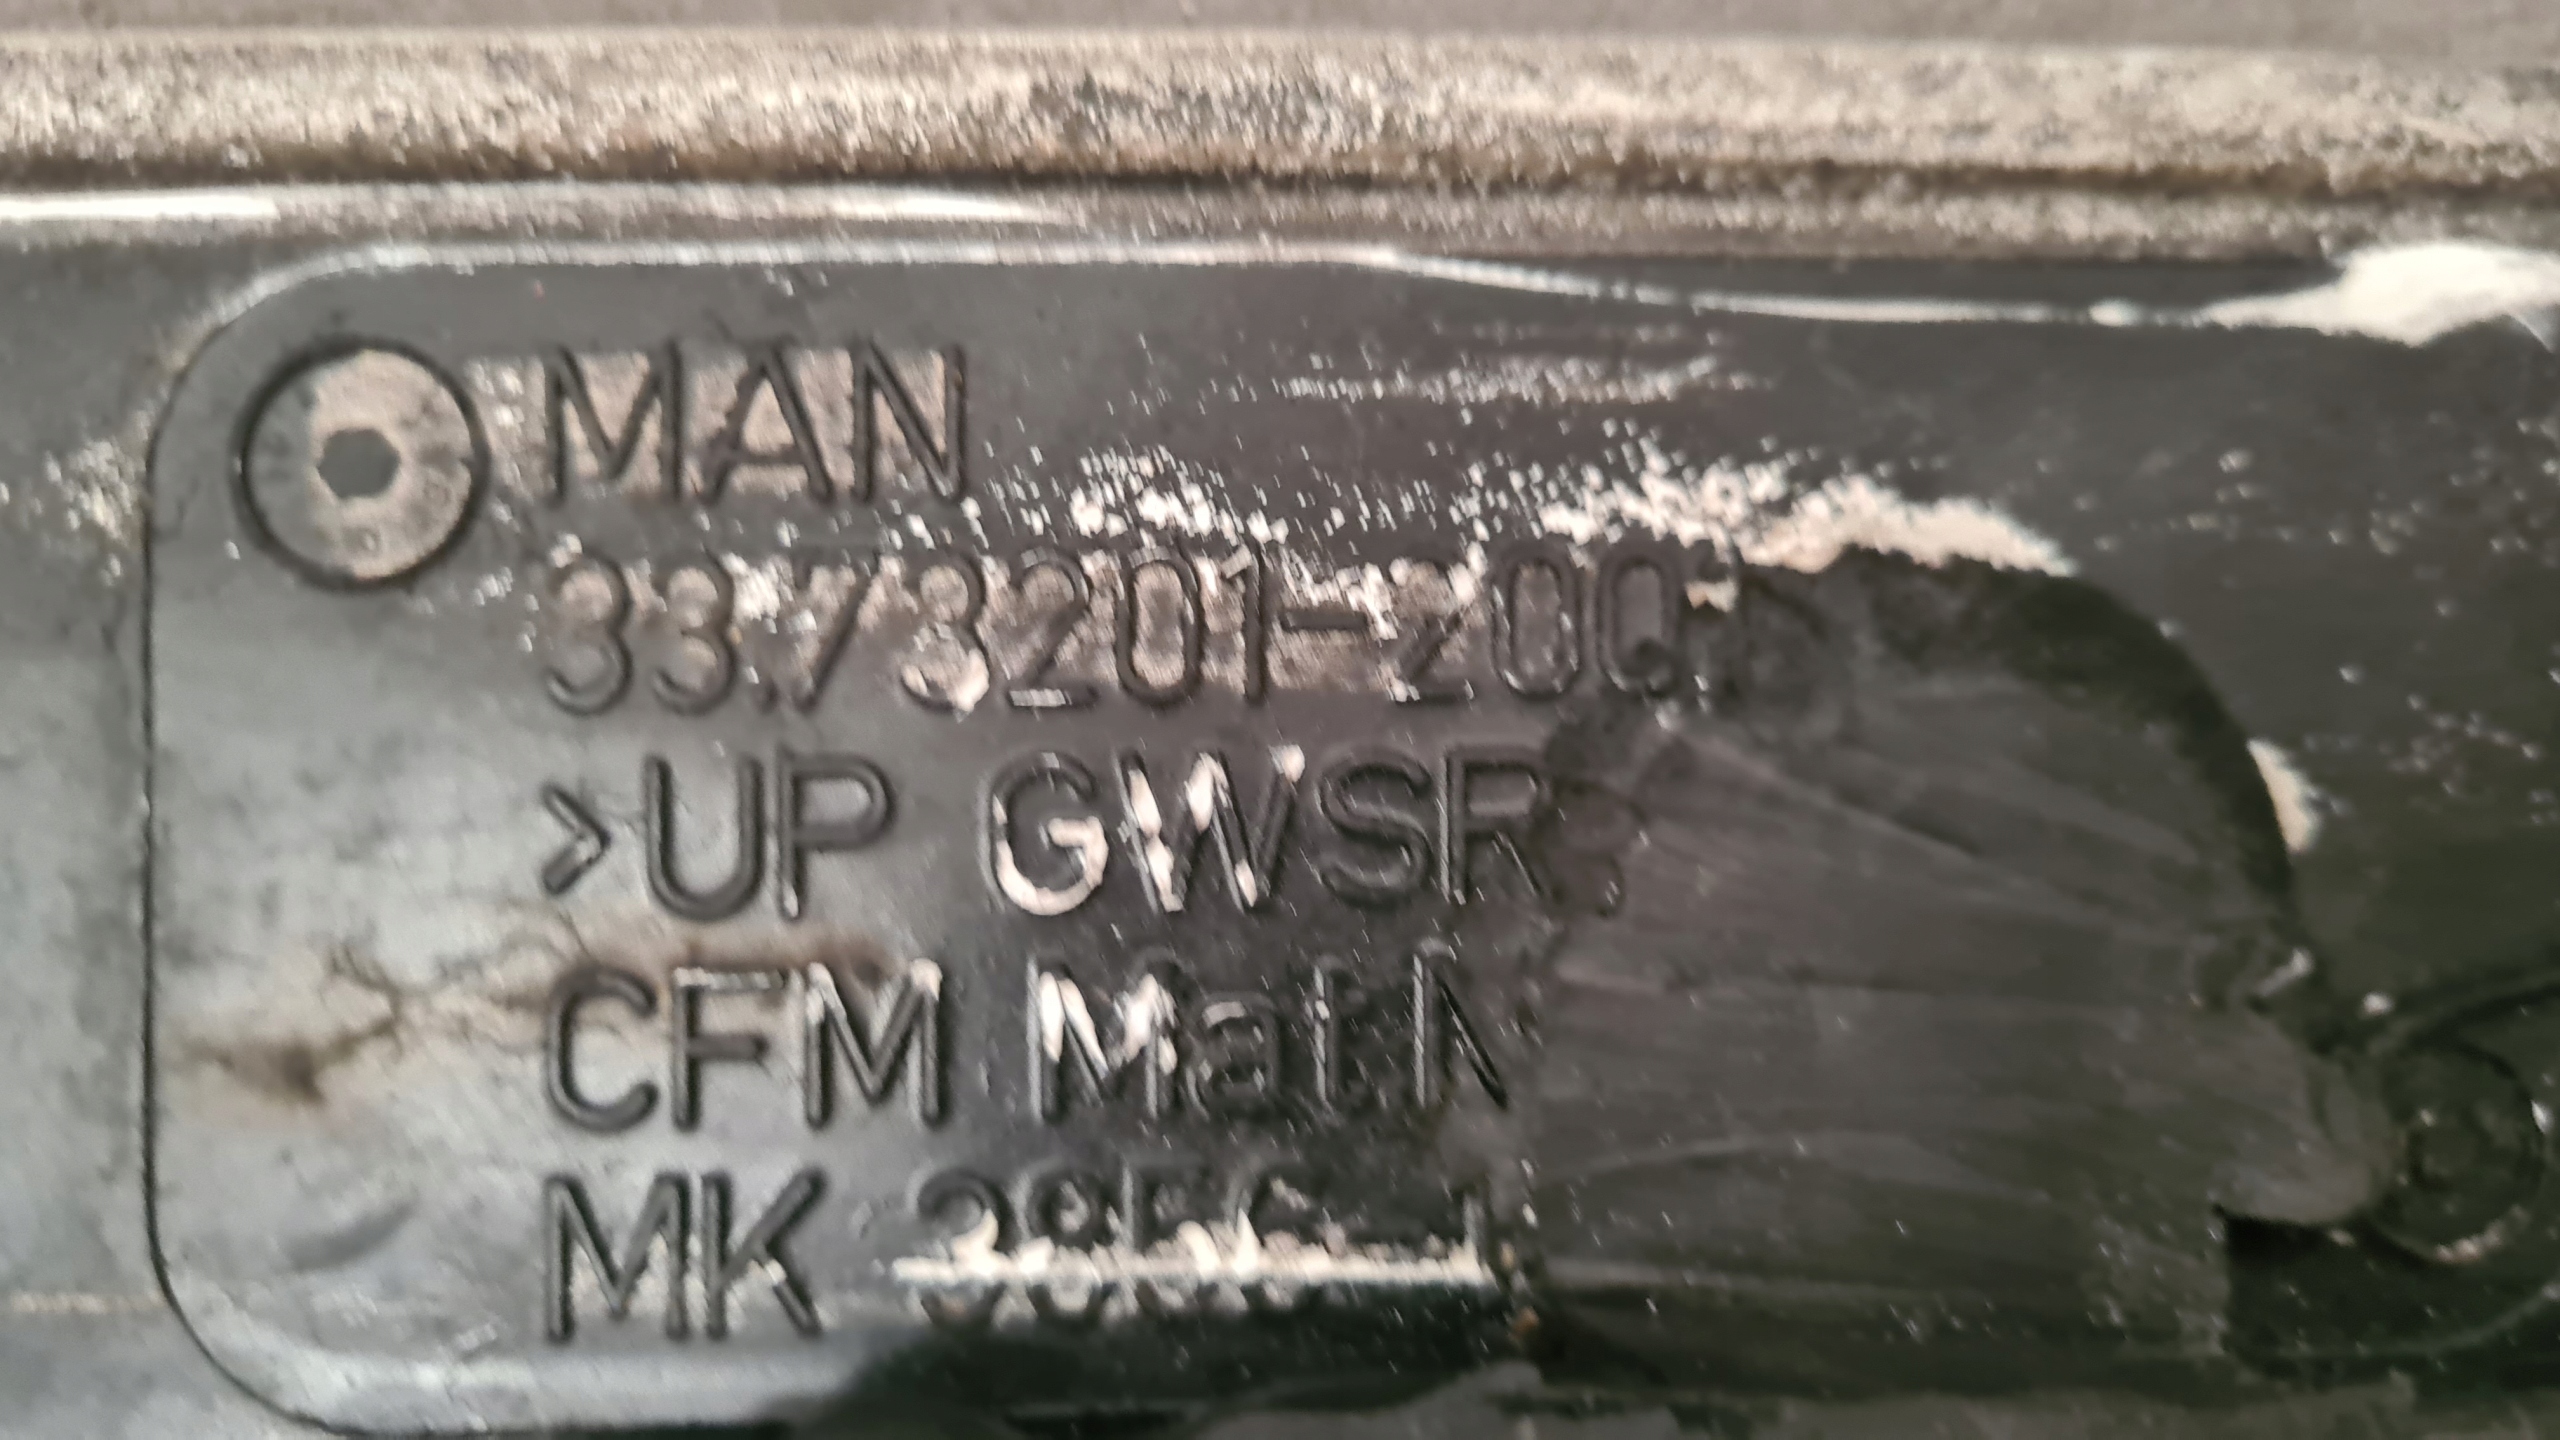 MAN
33.73201-200
>UP GWSR
CFM Mat
MK